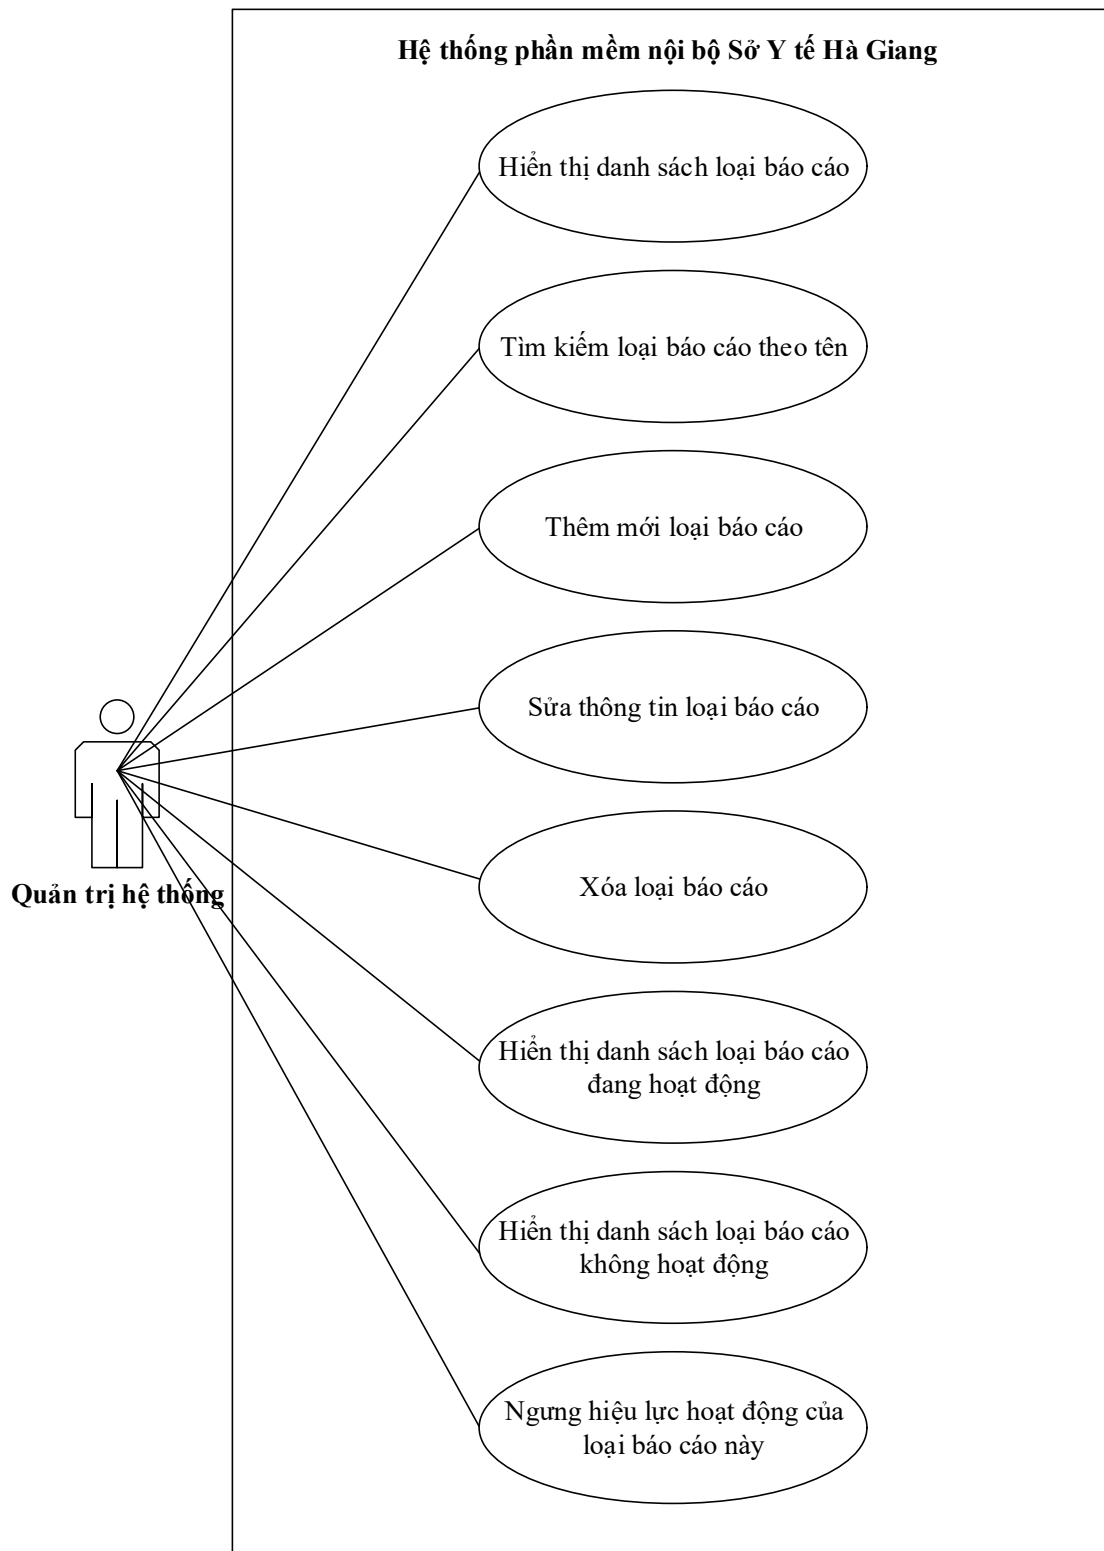 Hệ thống phần mềm nội bộ Sở Y tế Hà Giang
Hiển thị danh sách loại báo cáo
Tìm kiếm loại báo cáo theo tên
Thêm mới loại báo cáo
Sửa thông tin loại báo cáo
Xóa loại báo cáo
Quản trị hệ thống
Hiển thị danh sách loại báo cáo
đang hoạt động
Hiển thị danh sách loại báo cáo
không hoạt động
Ngưng hiệu lực hoạt động của
loại báo cáo này